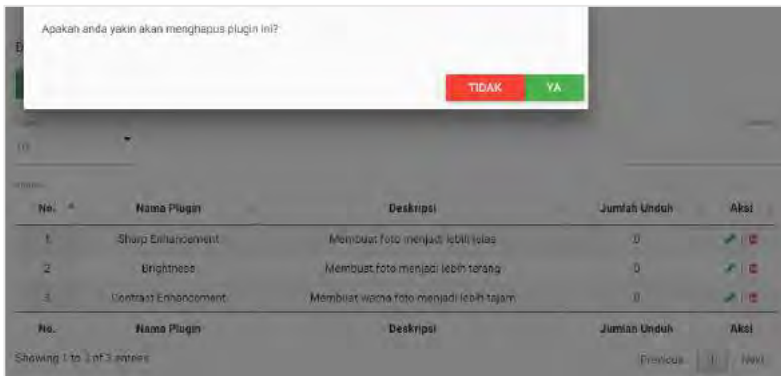 Apakah anda yakin akan menghapus plugin ini?
TIDAK YA
10
No. Nama Plugin Deskripsi Jumlah Unduh Aksi
1 Sharp Enhancement Membuat foto menjadi lebih jelas 0
2 Brightness Membuat foto menjadi lebih terang 0
3 Contrast Enhancement Membuat warna foto menjadi lebih tajam 0
No. Nama Plugin Deskripsi Jumlah Unduh Aksi
Showing 1 to 3 of 3 entries Previous 1 Next